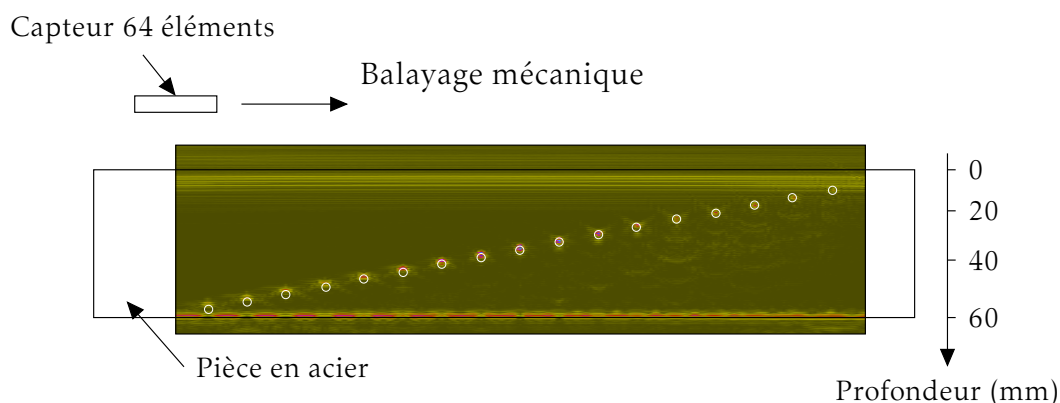 Capteur 64 éléments
Balayage mécanique
0
20
40
60
Pièce en acier
Profondeur (mm)